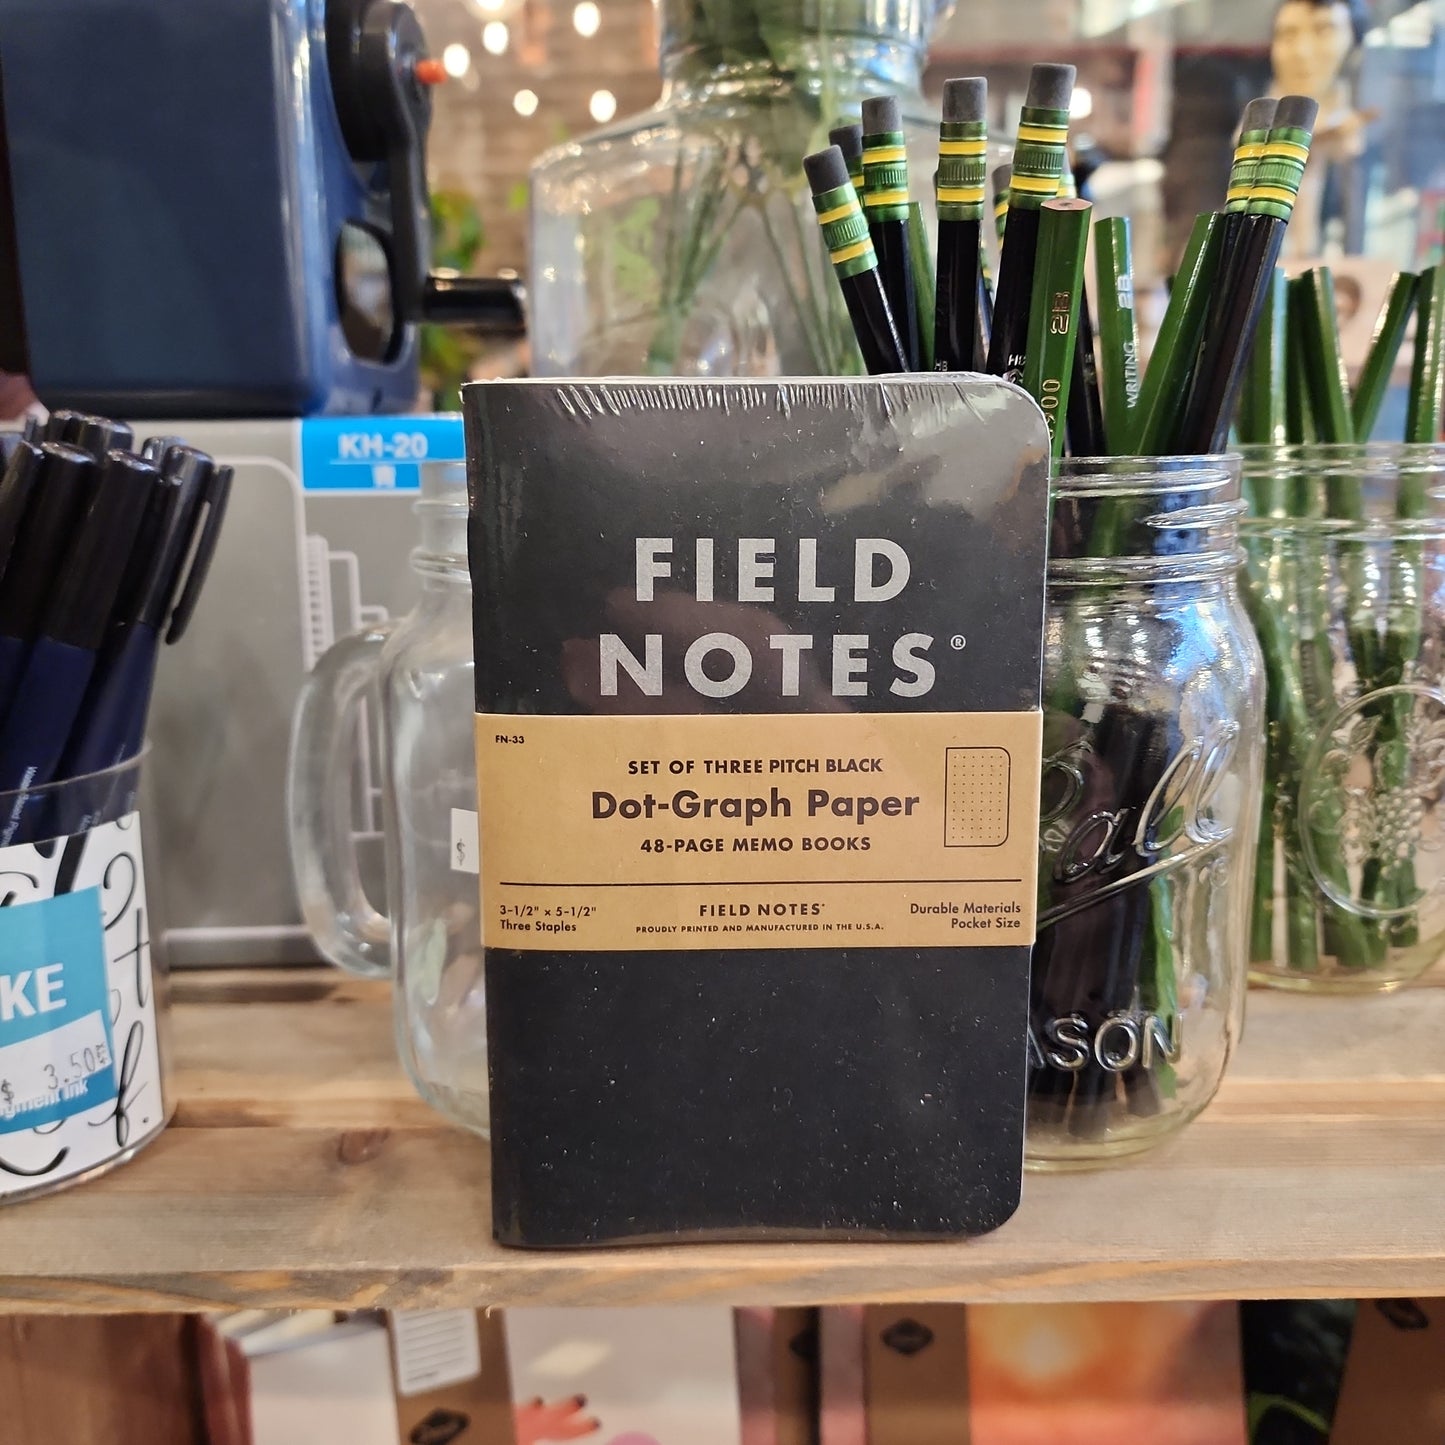 KH-20
2B
WRITING 2B
FIELD
NOTES®
FN-33
SET OF THREE PITCH BLACK
Dot-Graph Paper
48-PAGE MEMO BOOKS
3-1/2" × 5-1/2"
Three Staples
FIELD NOTES®
PROUDLY PRINTED AND MANUFACTURED IN THE U.S.A.
Durable Materials
Pocket Size
Ball
MASON
$
KE
$ 3.50